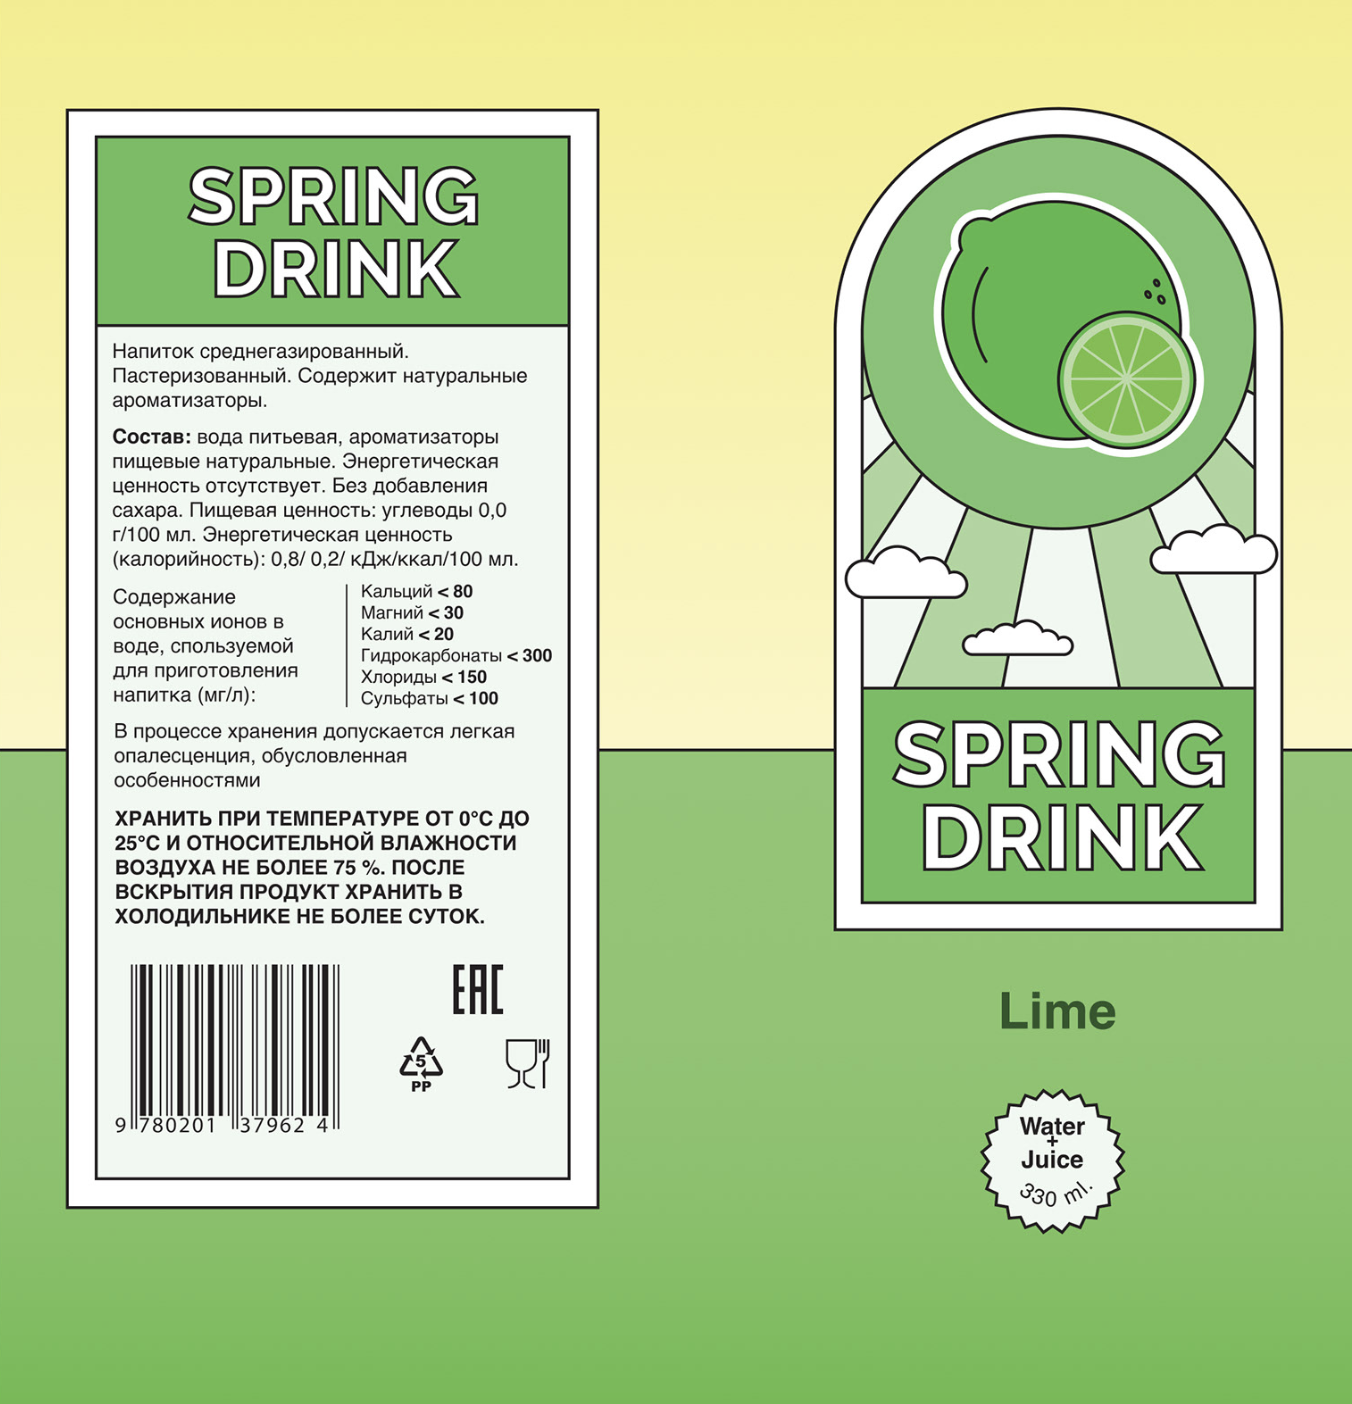 SPRING
DRINK
Напиток среднегазированный.
Пастеризованный. Содержит натуральные
ароматизаторы.
Состав: вода питьевая, ароматизаторы
пищевые натуральные. Энергетическая
ценность отсутствует. Без добавления
сахара. Пищевая ценность: углеводы 0,0
г/100 мл. Энергетическая ценность
(калорийность): 0,8/ 0,2/ кДж/ккал/100 мл.
Содержание
основных ионов в
воде, спользуемой
для приготовления
напитка (мг/л):
Кальций < 80
Магний < 30
Калий < 20
Гидрокарбонаты < 300
Хлориды < 150
Сульфаты < 100
В процессе хранения допускается легкая
опалесценция, обусловленная
особенностями
ХРАНИТЬ ПРИ ТЕМПЕРАТУРЕ ОТ 0°С ДО
25°С И ОТНОСИТЕЛЬНОЙ ВЛАЖНОСТИ
ВОЗДУХА НЕ БОЛЕЕ 75 %. ПОСЛЕ
ВСКРЫТИЯ ПРОДУКТ ХРАНИТЬ В
ХОЛОДИЛЬНИКЕ НЕ БОЛЕЕ СУТОК.
EAC
5
PP
9 780201 37962 4
SPRING
DRINK
Lime
Water
+
Juice
330 ml.